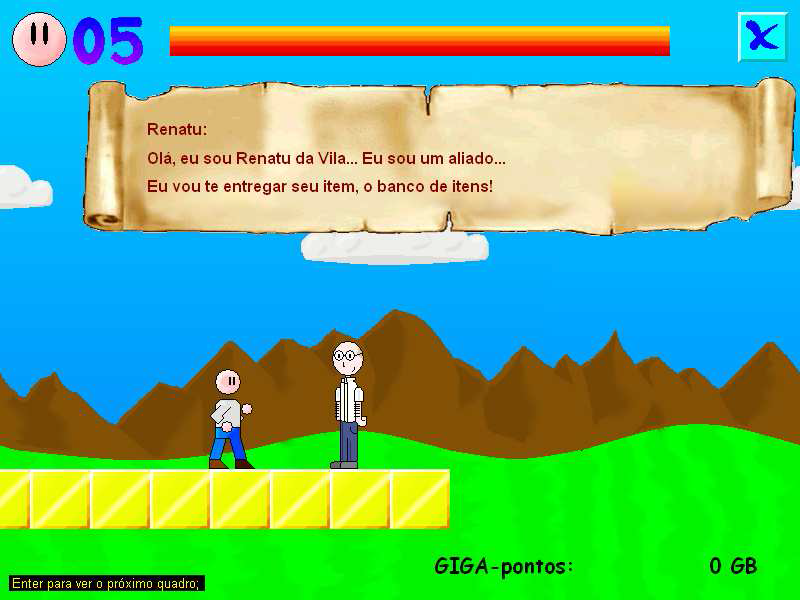 05
X
Renatu:
Olá, eu sou Renatu da Vila... Eu sou um aliado...
Eu vou te entregar seu item, o banco de itens!
GIGA-pontos: 0 GB
Enter para ver o próximo quadro;